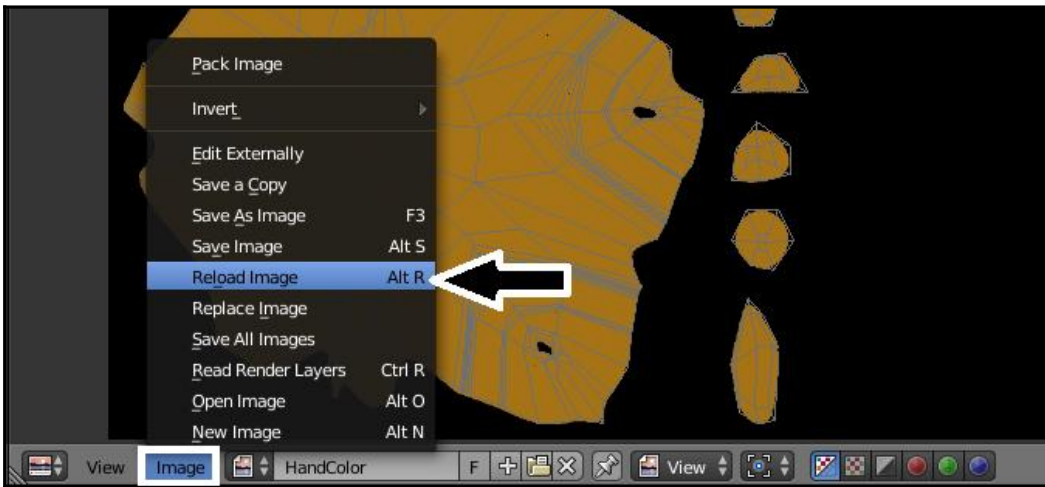 Pack Image
Invert
Edit Externally
Save a Copy
Save As Image F3
Save Image Alt S
Reload Image Alt R
Replace Image
Save All Images
Read Render Layers Ctrl R
Open Image Alt O
New Image Alt N
View Image HandColor F View